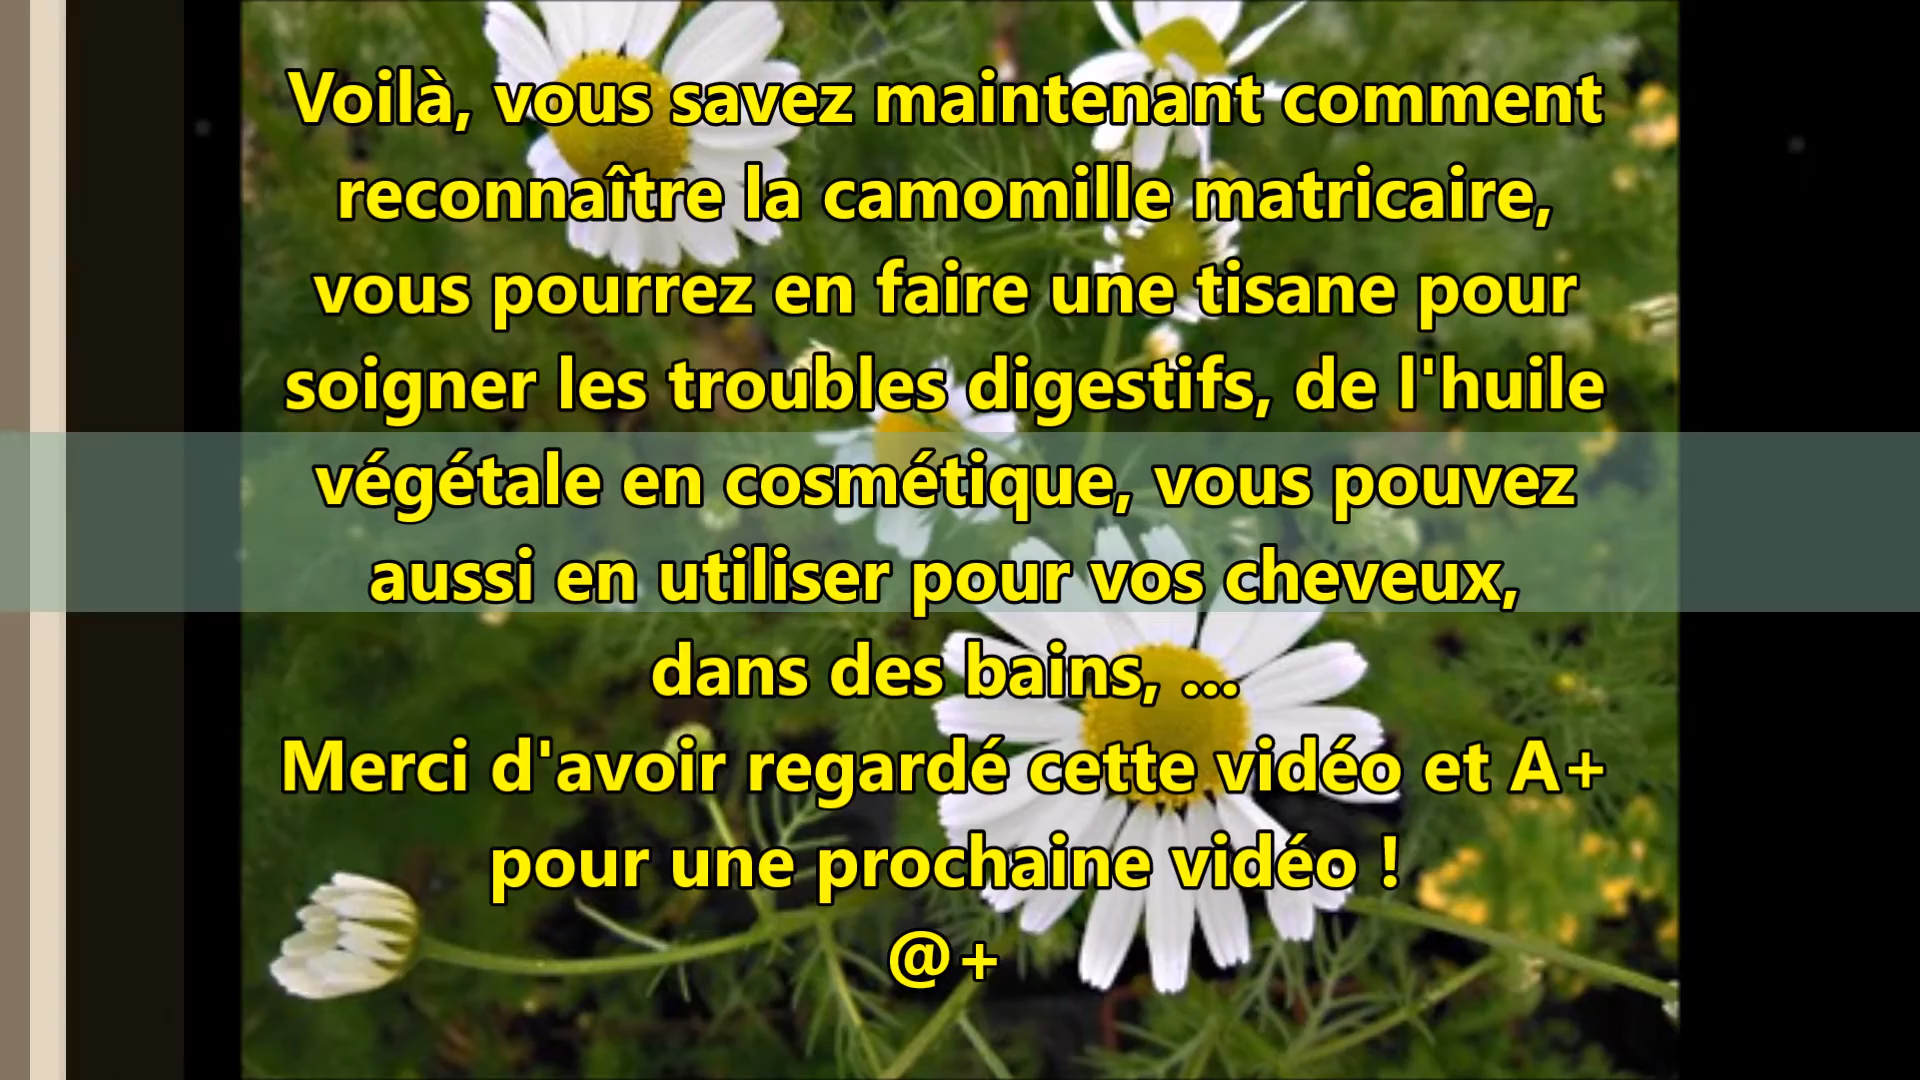 Voilà, vous savez maintenant comment
reconnaître la camomille matricaire,
vous pourrez en faire une tisane pour
soigner les troubles digestifs, de l'huile
végétale en cosmétique, vous pouvez
aussi en utiliser pour vos cheveux,
dans des bains, ...
Merci d'avoir regardé cette vidéo et A+
pour une prochaine vidéo !
@+